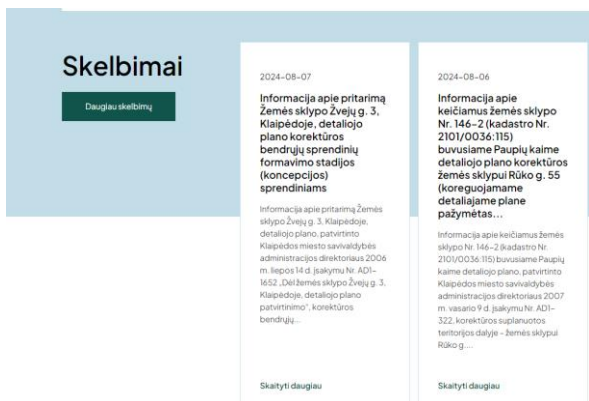 Skelbimai
Daugiau skelbimų
2024-08-07
Informacija apie pritarimą
Žemės sklypo Žvejų g. 3,
Klaipėdoje, detaliojo
plano korektūros
bendrųjų sprendinių
formavimo stadijos
(koncepcijos)
sprendiniams
Informacija apie pritarimą Žemės
sklypo Žvejų g. 3, Klaipėdoje,
detaliojo plano, patvirtinto
Klaipėdos miesto savivaldybės
administracijos direktoriaus 2006
m. liepos 14 d. įsakymu Nr. AD1-
1652 „Dėl žemės sklypo Žvejų g. 3,
Klaipėdoje, detaliojo plano
patvirtinimo“, korektūros
bendrųjų...
Skaityti daugiau
2024-08-06
Informacija apie
keičiamus žemės sklypo
Nr. 146-2 (kadastro Nr.
2101/0036:115)
buvusiame Paupių kaime
detaliojo plano korektūros
žemės sklypui Rūko g. 55
(koreguojamame
detaliajame plane
pažymėtas...
Informacija apie keičiamus žemės
sklypo Nr. 146-2 (kadastro Nr.
2101/0036:115) buvusiame Paupių
kaime detaliojo plano, patvirtinto
Klaipėdos miesto savivaldybės
administracijos direktoriaus 2007
m. vasario 9 d. įsakymu Nr. AD1-
322, korektūros suplanuotos
teritorijos dalyje – žemės sklypui
Rūko g....
Skaityti daugiau